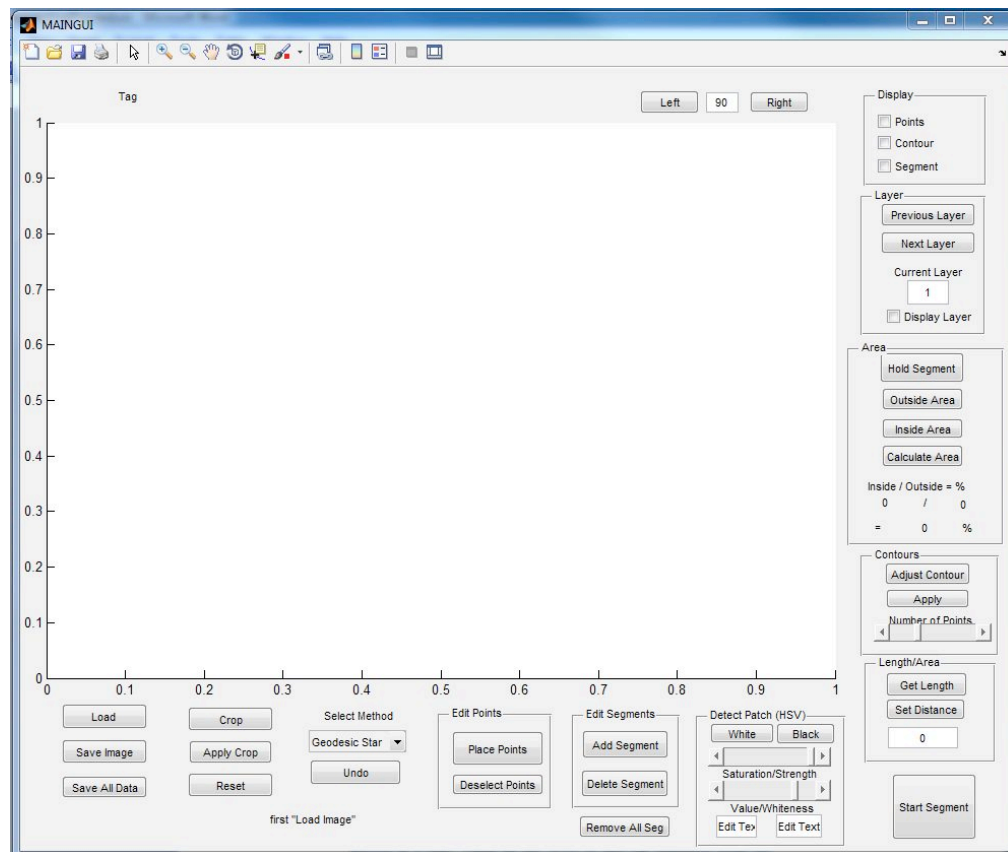 MAINGUI
Tag
Left 90 Right
1
0.9
0.8
0.7
0.6
0.5
0.4
0.3
0.2
0.1
0
0 0.1 0.2 0.3 0.4 0.5 0.6 0.7 0.8 0.9 1
Load
Save Image
Save All Data
Crop
Apply Crop
Reset
Select Method
Geodesic Star
Undo
first "Load Image"
Edit Points
Place Points
Deselect Points
Edit Segments
Add Segment
Delete Segment
Remove All Seg
Detect Patch (HSV)
White Black
Saturation/Strength
Value/Whiteness
Edit Tex Edit Text
Display
Points
Contour
Segment
Layer
Previous Layer
Next Layer
Current Layer
1
Display Layer
Area
Hold Segment
Outside Area
Inside Area
Calculate Area
Inside / Outside = %
0 / 0
= 0 %
Contours
Adjust Contour
Apply
Number of Points
Length/Area
Get Length
Set Distance
0
Start Segment